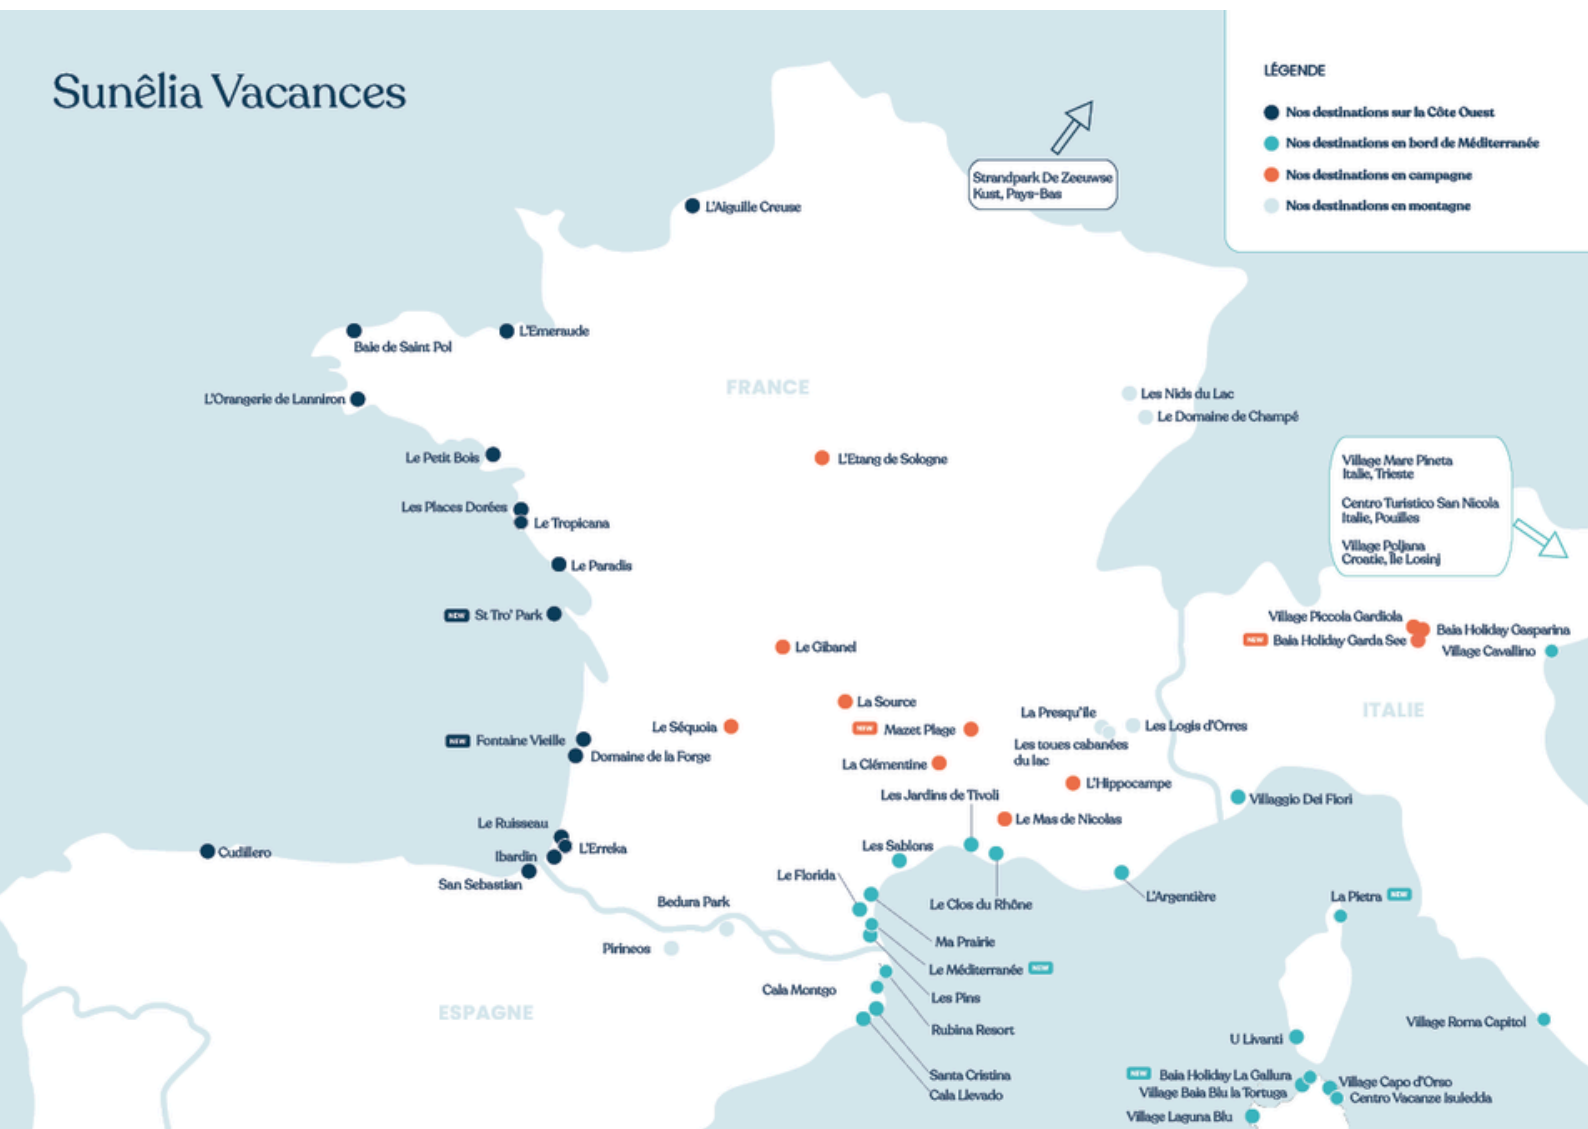 Sunêlia Vacances
LÉGENDE
Nos destinations sur la Côte Ouest
Nos destinations en bord de Méditerranée
Nos destinations en campagne
Nos destinations en montagne
Strandpark De Zeeuwse
Kust, Pays-Bas
L'Aiguille Creuse
Baie de Saint Pol
L'Emeraude
FRANCE
L'Orangerie de Lanniron
Les Nids du Lac
Le Domaine de Champé
Le Petit Bois
L'Etang de Sologne
Village Mare Pineta
Italie, Trieste
Centro Turistico San Nicola
Italie, Pouilles
Village Poljana
Croatie, Île Losinj
Les Places Dorées
Le Tropicana
Le Paradis
NEW St Tro' Park
Village Piccola Gardiola
Baia Holiday Gasparina
NEW Baia Holiday Garda See
Village Cavallino
Le Gibanel
La Source
ITALIE
Le Séquoia
NEW Mazet Plage
La Presqu'île
Les Logis d'Orres
NEW Fontaine Vieille
Les toues cabanées
du lac
Domaine de la Forge
La Clémentine
L'Hippocampe
Les Jardins de Tivoli
Villaggio Dei Fiori
Le Ruisseau
Le Mas de Nicolas
Cudillero
Ibardin
L'Erreka
Les Sablons
San Sebastian
Le Florida
Bedura Park
Le Clos du Rhône
L'Argentière
La Pietra NEW
Pirineos
Ma Prairie
Le Méditerranée NEW
Cala Montgo
Les Pins
ESPAGNE
Rubina Resort
Village Roma Capitol
U Livanti
Santa Cristina
NEW Baia Holiday La Gallura
Village Capo d'Orso
Cala Llevado
Village Baia Blu la Tortuga
Centro Vacanze Isuledda
Village Laguna Blu